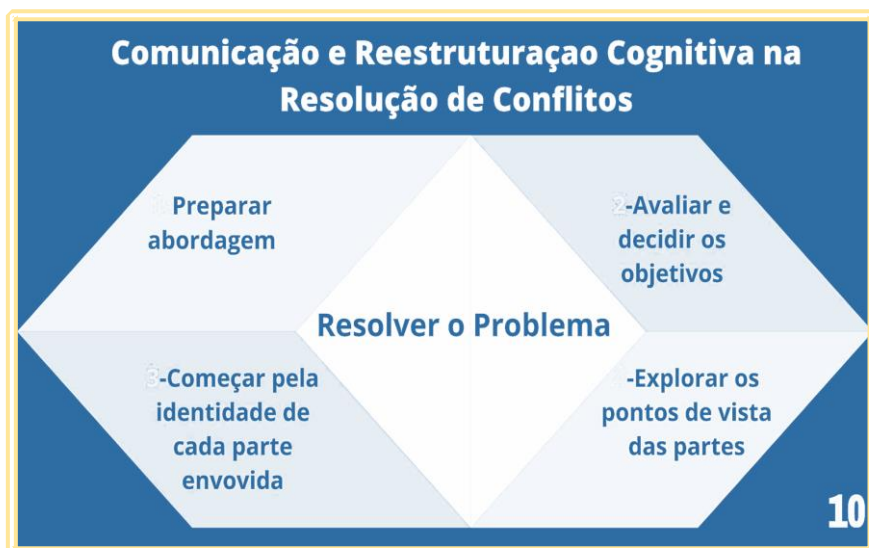 Comunicação e Reestruturaçao Cognitiva na
Resolução de Conflitos
Preparar
abordagem
2-Avaliar e
decidir os
objetivos
Resolver o Problema
3-Começar pela
identidade de
cada parte
envovida
-Explorar os
pontos de vista
das partes
10